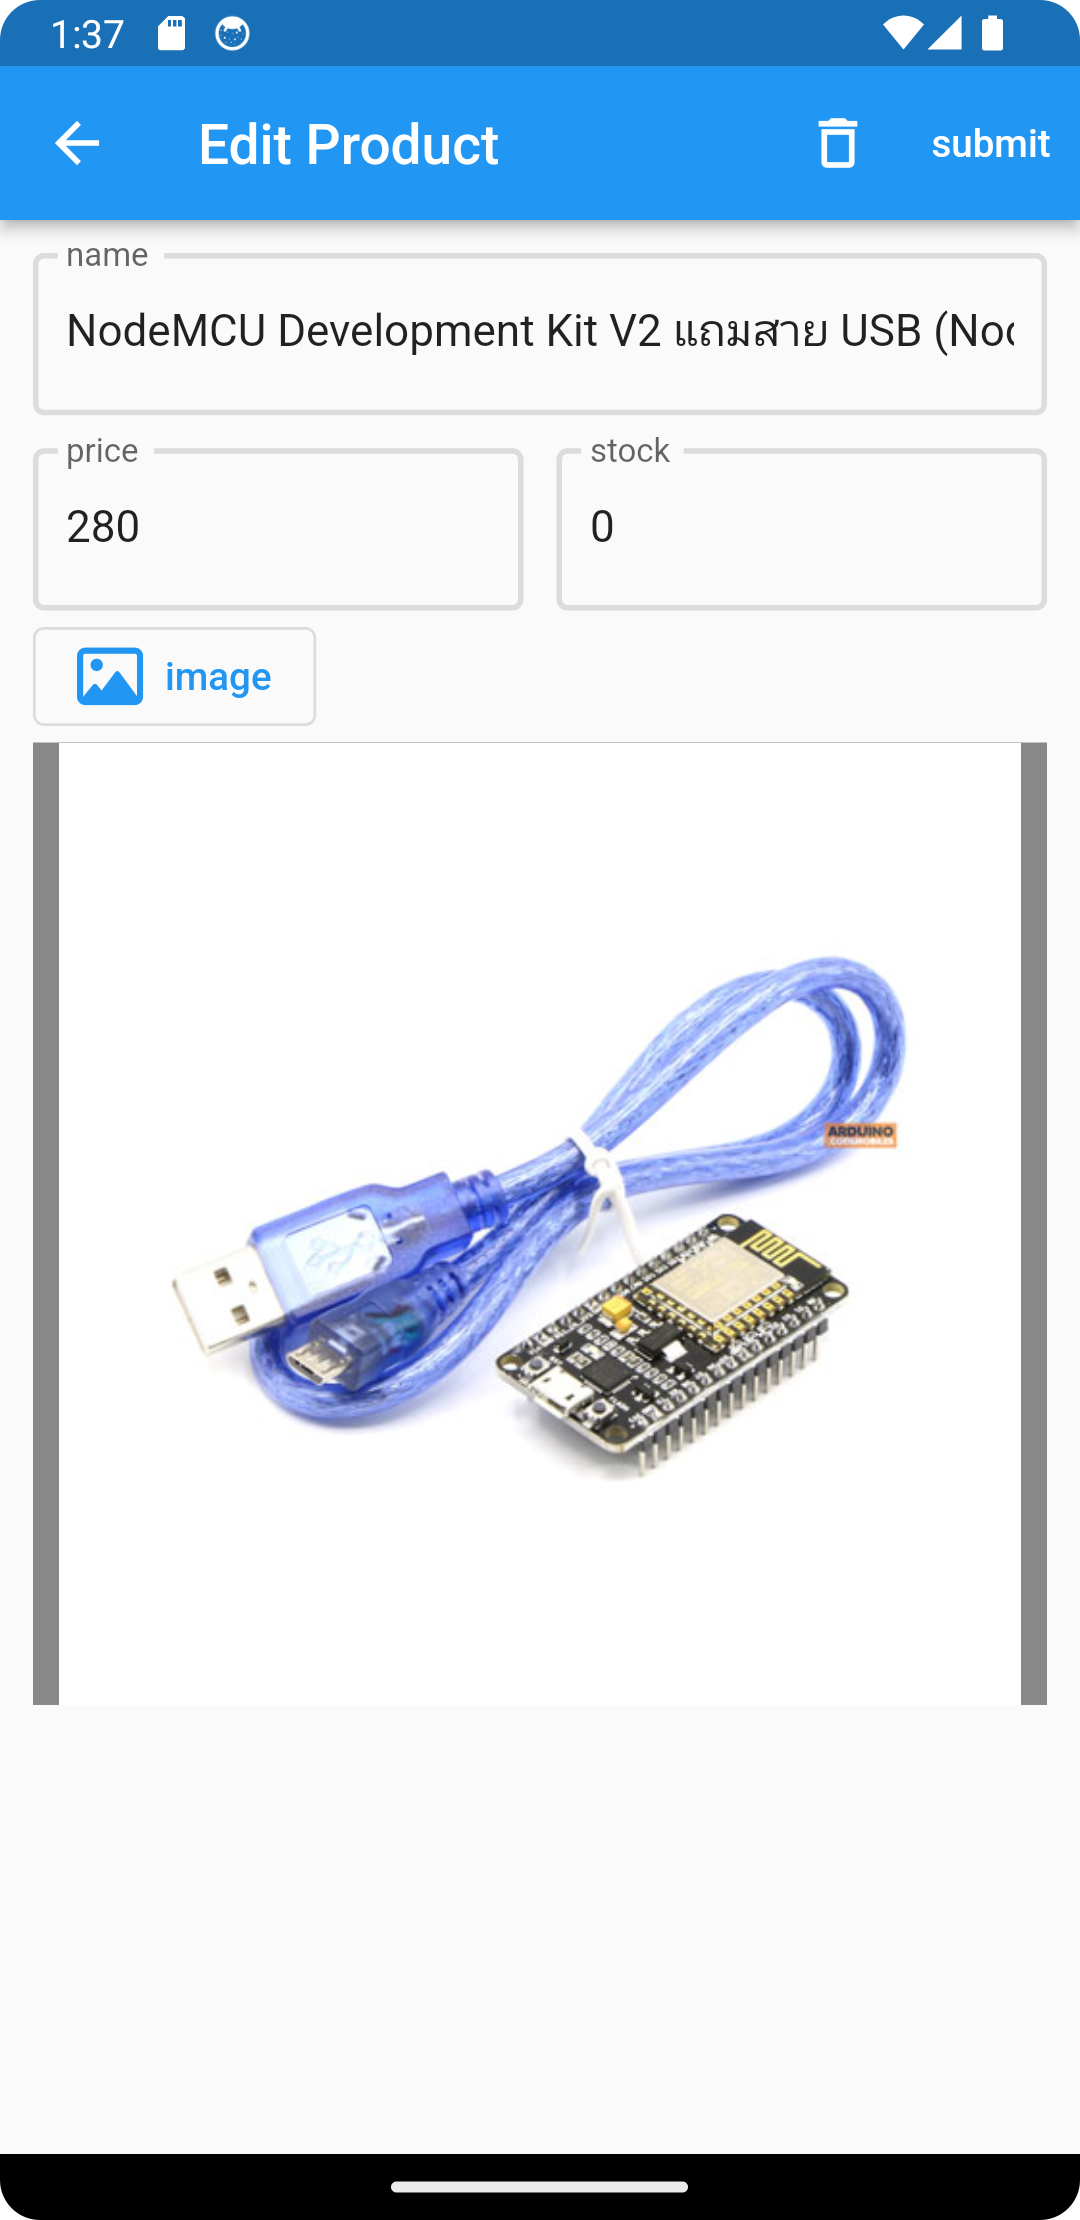 1:37
Edit Product
submit
name
NodeMCU Development Kit V2 แถมสาย USB (Noc
price
stock
280
0
image
ARDUINO